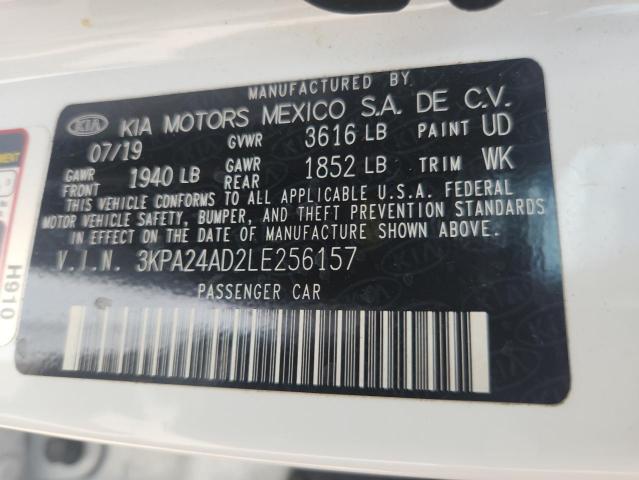 MANUFACTURED BY
KIA KIA MOTORS MEXICO S.A. DE C.V.
07/19 GVWR 3616 LB PAINT UD
GAWR FRONT 1940 LB GAWR REAR 1852 LB TRIM WK
THIS VEHICLE CONFORMS TO ALL APPLICABLE U.S.A. FEDERAL
MOTOR VEHICLE SAFETY, BUMPER, AND THEFT PREVENTION STANDARDS
IN EFFECT ON THE DATE OF MANUFACTURE SHOWN ABOVE.
V.I.N. 3KPA24AD2LE256157
PASSENGER CAR
H910